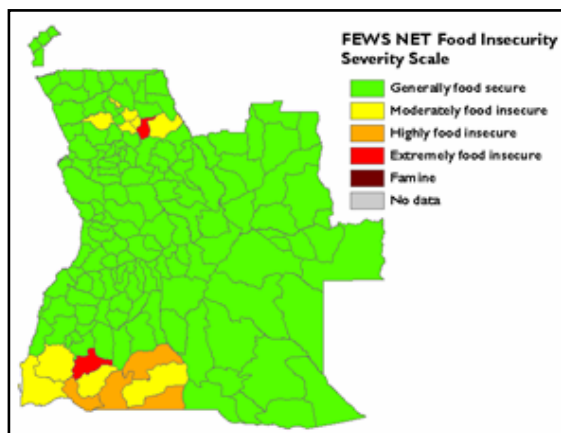 FEWS NET Food Insecurity
Severity Scale
Generally food secure
Moderately food insecure
Highly food insecure
Extremely food insecure
Famine
No data